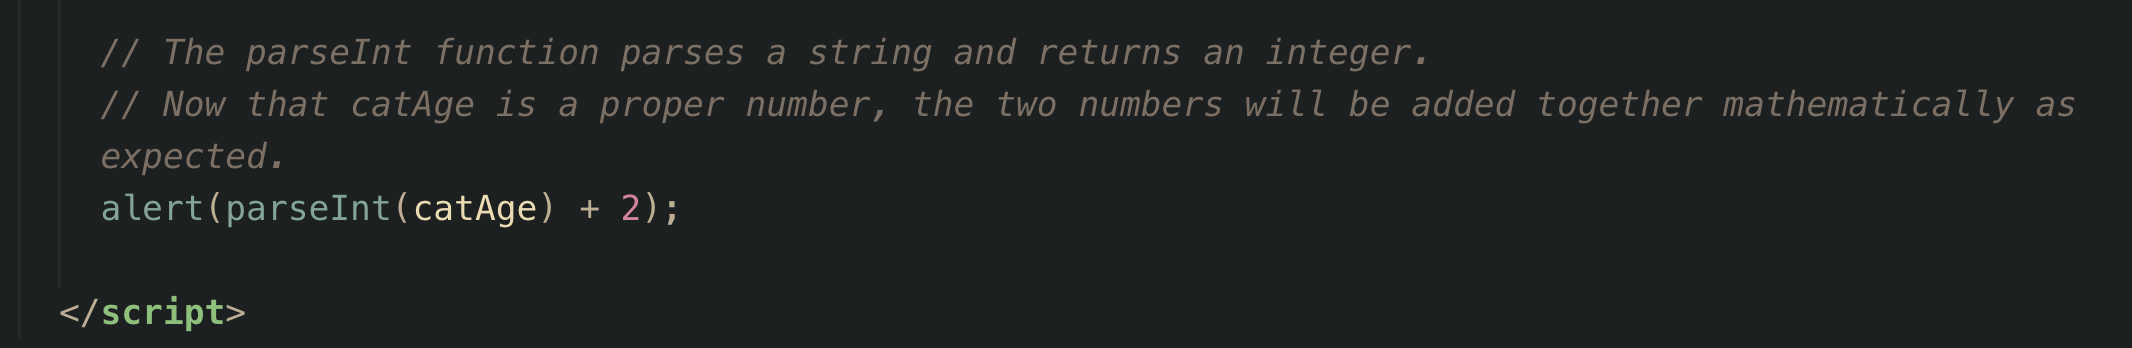 // The parseInt function parses a string and returns an integer.
// Now that catAge is a proper number, the two numbers will be added together mathematically as
expected.
alert(parseInt(catAge) + 2);
</script>